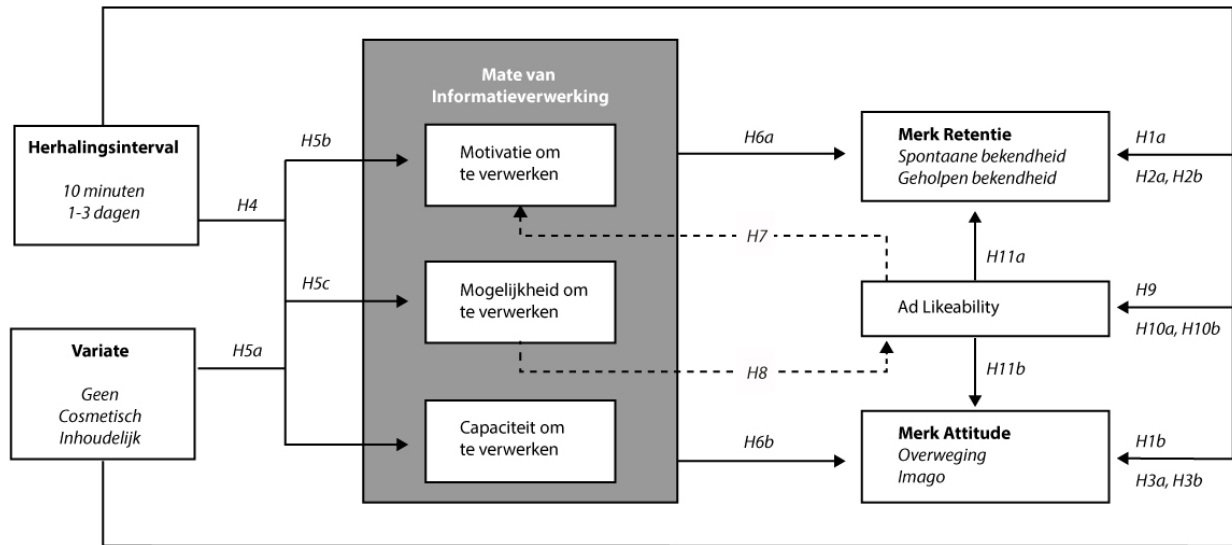 Mate van
Informatieverwerking
Herhalingsinterval
10 minuten
1-3 dagen
H4
H5b
Motivatie om
te verwerken
H6a
Merk Retentie
Spontaane bekendheid
Geholpen bekendheid
H1a
H2a, H2b
H7
H11a
H5c
Mogelijkheid om
te verwerken
Ad Likeability
H9
H10a, H10b
Variate
Geen
Cosmetisch
Inhoudelijk
H5a
H8
H11b
Capaciteit om
te verwerken
H6b
Merk Attitude
Overweging
Imago
H1b
H3a, H3b